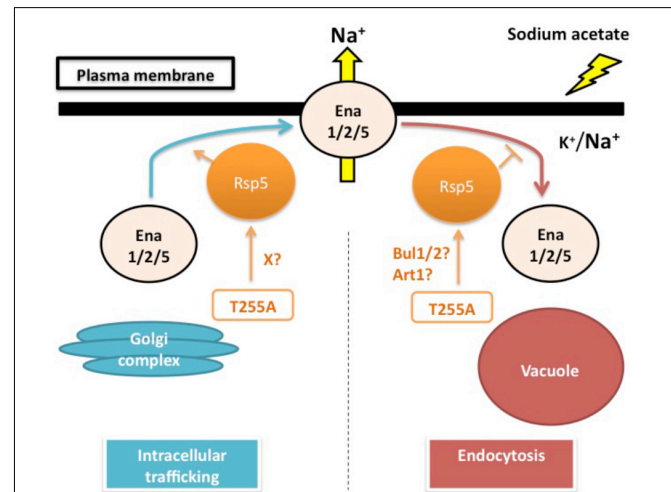 Na⁺
Sodium acetate
Plasma membrane
Ena
1/2/5
K⁺/Na⁺
Rsp5
Rsp5
Ena
1/2/5
Ena
1/2/5
X?
Bul1/2?
Art1?
T255A
T255A
Golgi
complex
Vacuole
Intracellular
trafficking
Endocytosis